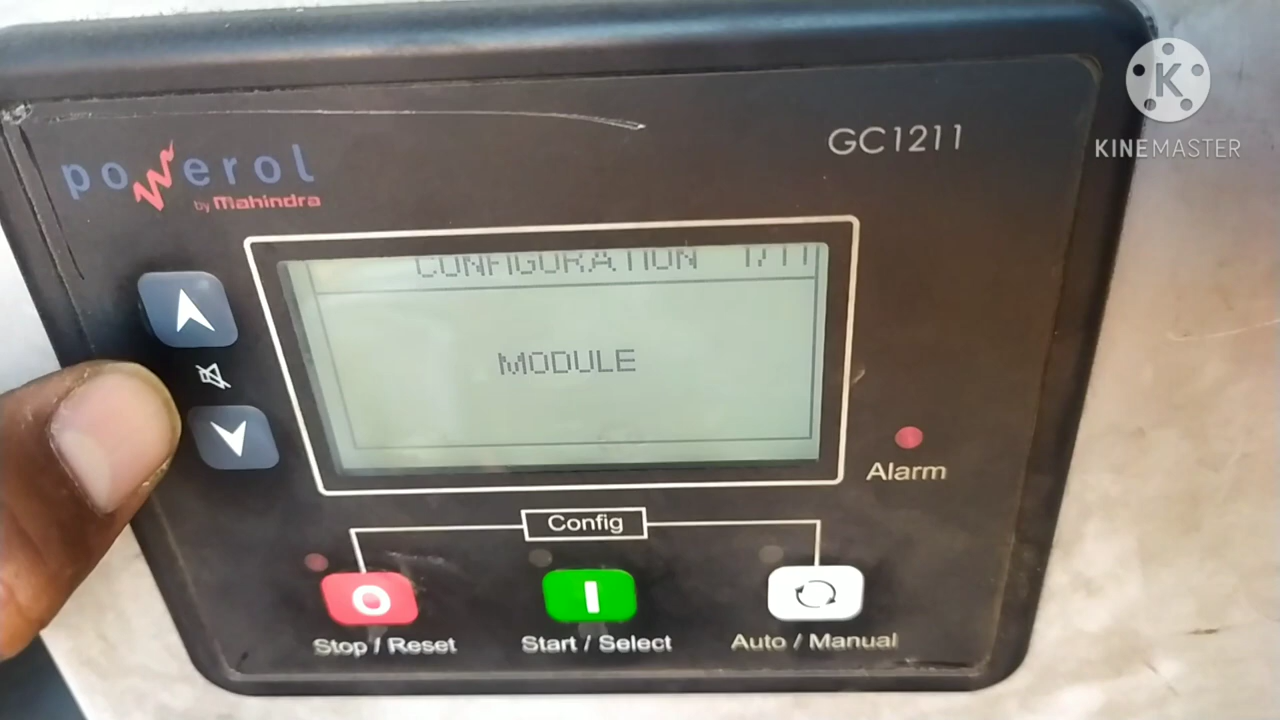 GC1211
K
KINEMASTER
powerol
by Mahindra
CONFIGURATION 1/11
MODULE
Alarm
Config
Stop / Reset
Start / Select
Auto / Manual